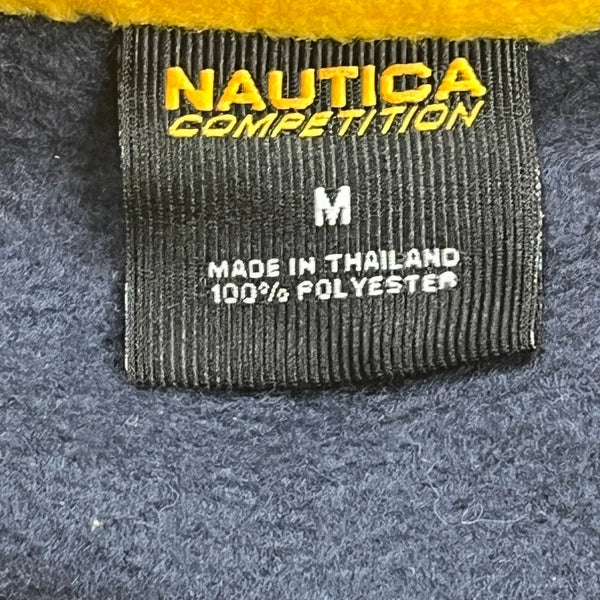 NAUTICA
COMPETITION
M
MADE IN THAILAND
100% POLYESTER